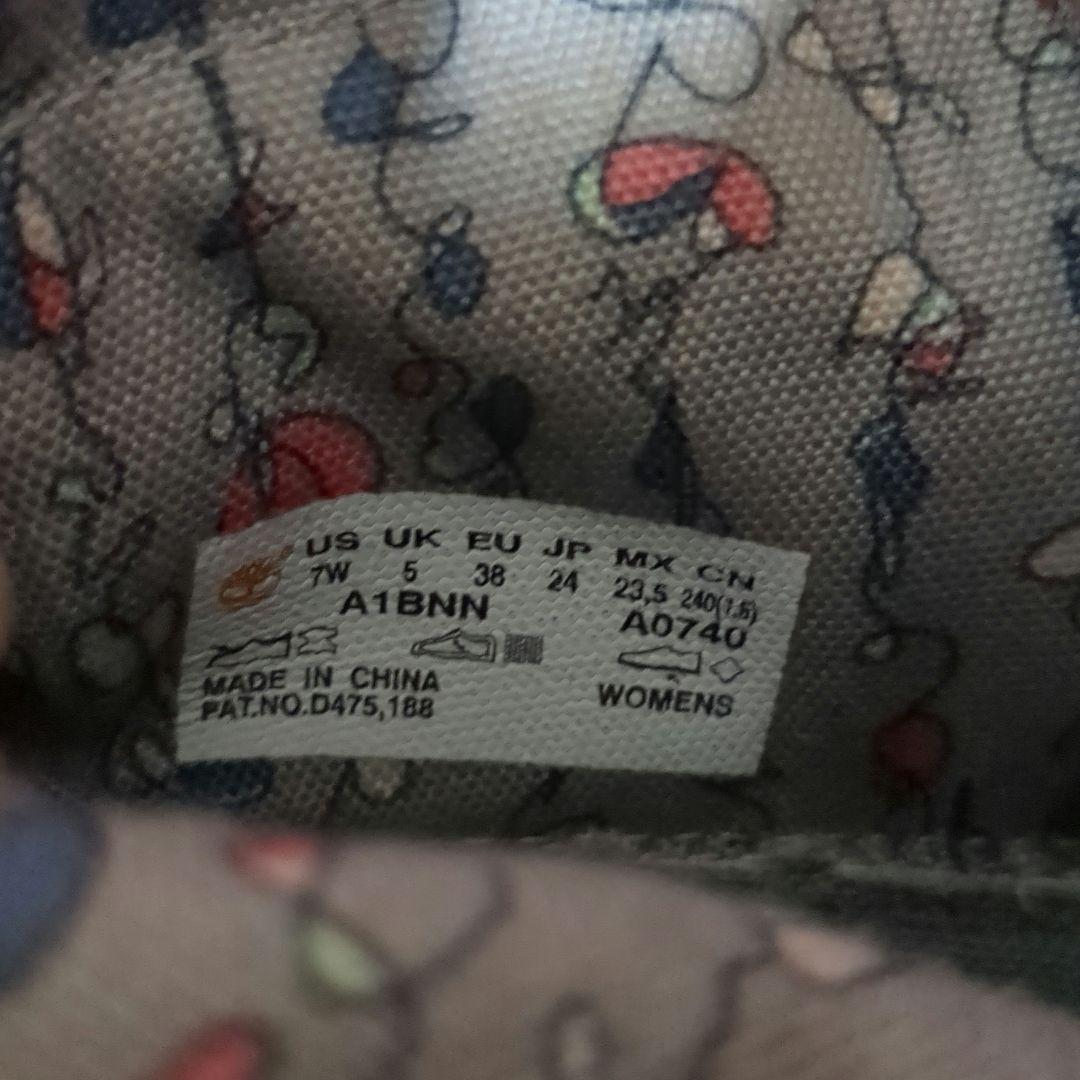 US UK EU JP MX CN
7W 5 38 24 23,5 240(1,5)
A1BNN A0740
MADE IN CHINA
PAT.NO.D475,188 WOMENS